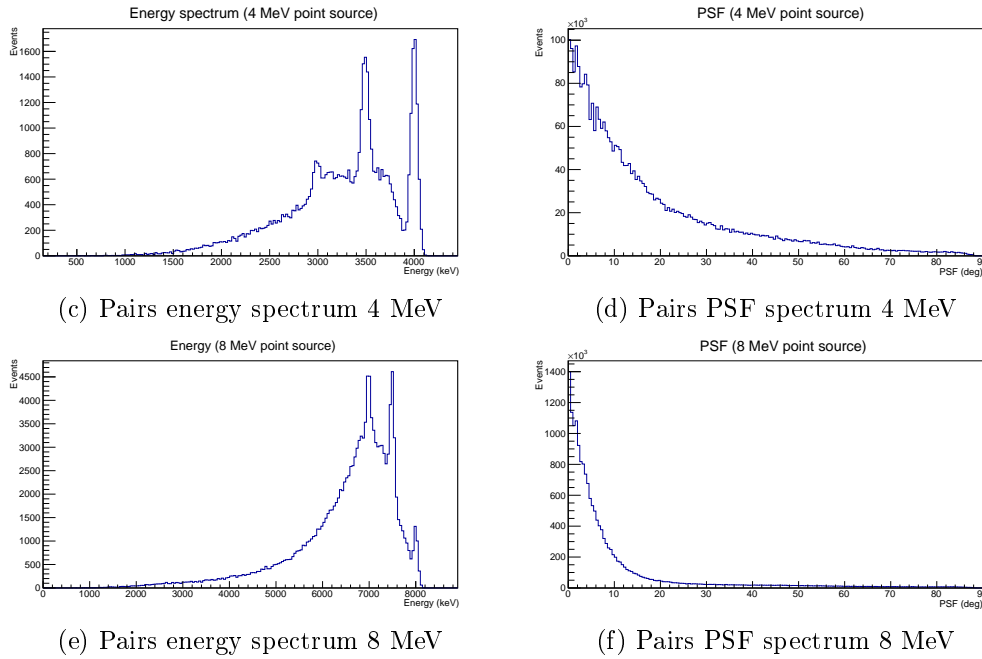 Energy spectrum (4 MeV point source)
Events
1600
1400
1200
1000
800
600
400
200
0
500 1000 1500 2000 2500 3000 3500 4000
Energy (keV)
(c) Pairs energy spectrum 4 MeV
PSF (4 MeV point source)
×10³
Events
100
80
60
40
20
0
0 10 20 30 40 50 60 70 80 90
PSF (deg)
(d) Pairs PSF spectrum 4 MeV
Energy (8 MeV point source)
Events
4500
4000
3500
3000
2500
2000
1500
1000
500
0
0 1000 2000 3000 4000 5000 6000 7000 8000
Energy (keV)
(e) Pairs energy spectrum 8 MeV
PSF (8 MeV point source)
×10³
Events
1400
1200
1000
800
600
400
200
0
0 10 20 30 40 50 60 70 80 90
PSF (deg)
(f) Pairs PSF spectrum 8 MeV